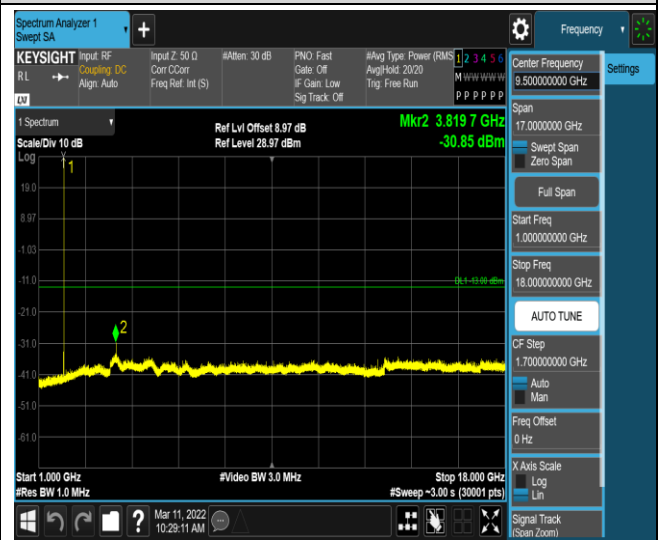 Spectrum Analyzer 1
Swept SA
+
Frequency
KEYSIGHT
RL
LXI
Input: RF
Coupling: DC
Align: Auto
Input Z: 50 Ω
Corr CCorr
Freq Ref: Int (S)
#Atten: 30 dB
PNO: Fast
Gate: Off
IF Gain: Low
Sig Track: Off
#Avg Type: Power (RMS
Avg|Hold: 20/20
Trig: Free Run
1 2 3 4 5 6
M W W W W W
P P P P P P
1 Spectrum
Scale/Div 10 dB
Log
Ref Lvl Offset 8.97 dB
Ref Level 28.97 dBm
Mkr2 3.819 7 GHz
-30.85 dBm
1
19.0
8.97
-1.03
-11.0
DL1 -13.00 dBm
-21.0
2
-31.0
-41.0
-51.0
-61.0
Start 1.000 GHz
#Res BW 1.0 MHz
#Video BW 3.0 MHz
Stop 18.000 GHz
#Sweep ~3.00 s (30001 pts)
?
Mar 11, 2022
10:29:11 AM
Settings
Center Frequency
9.500000000 GHz
Span
17.0000000 GHz
Swept Span
Zero Span
Full Span
Start Freq
1.000000000 GHz
Stop Freq
18.000000000 GHz
AUTO TUNE
CF Step
1.700000000 GHz
Auto
Man
Freq Offset
0 Hz
X Axis Scale
Log
Lin
Signal Track
(Span Zoom)